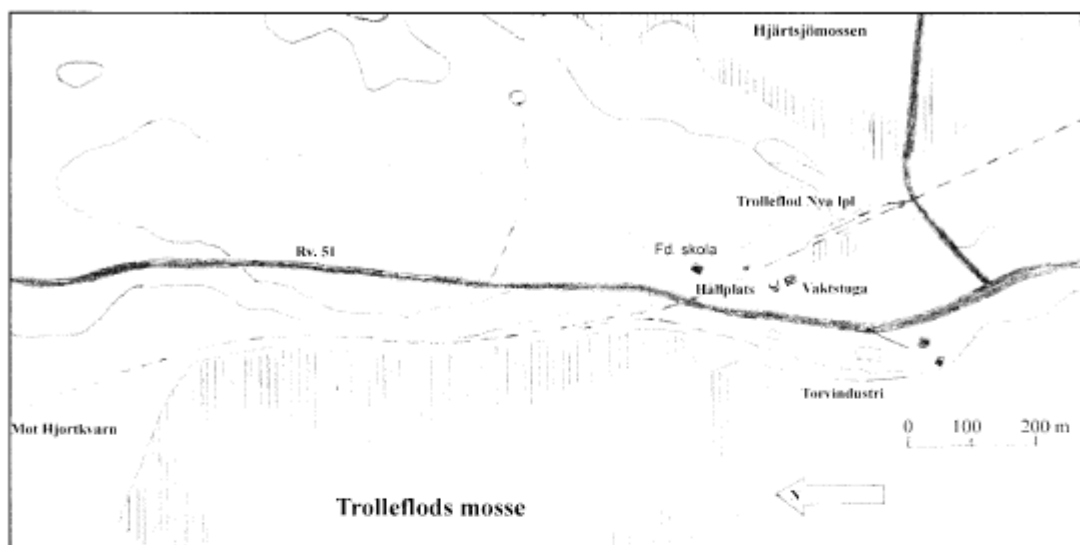 Hjärtsjömossen
Trolleflod Nya lpl
Rv. 51
Fd. skola
Hållplats
Vaktstuga
Torvindustri
Mot Hjortkvarn
0 100 200 m
N
Trolleflods mosse